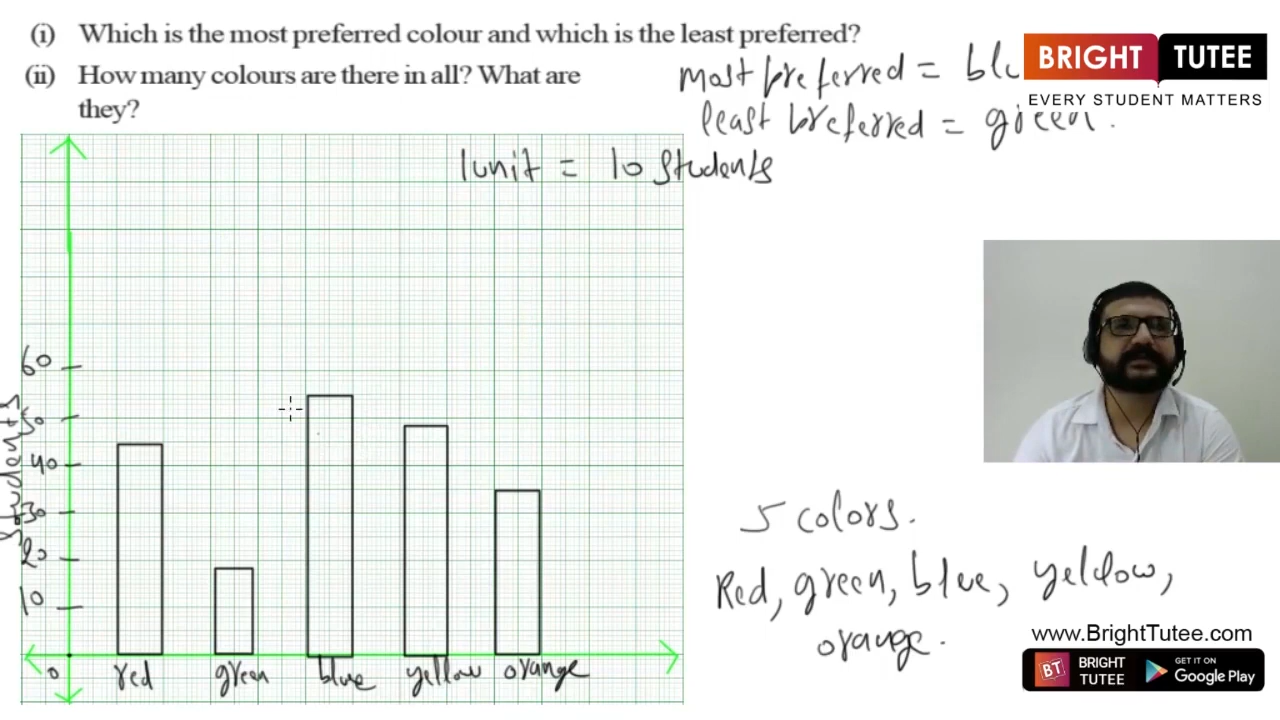 (i) Which is the most preferred colour and which is the least preferred?
(ii) How many colours are there in all? What are
they?
most preferred = blu
least preferred = green.
1unit = 10 Students
BRIGHT TUTEE
EVERY STUDENT MATTERS
60
50
40
30
20
10
0
Students
red green blue yellow orange
5 colors.
Red, green, blue, yellow,
orange.
www.BrightTutee.com
BT BRIGHT TUTEE
GET IT ON
Google Play